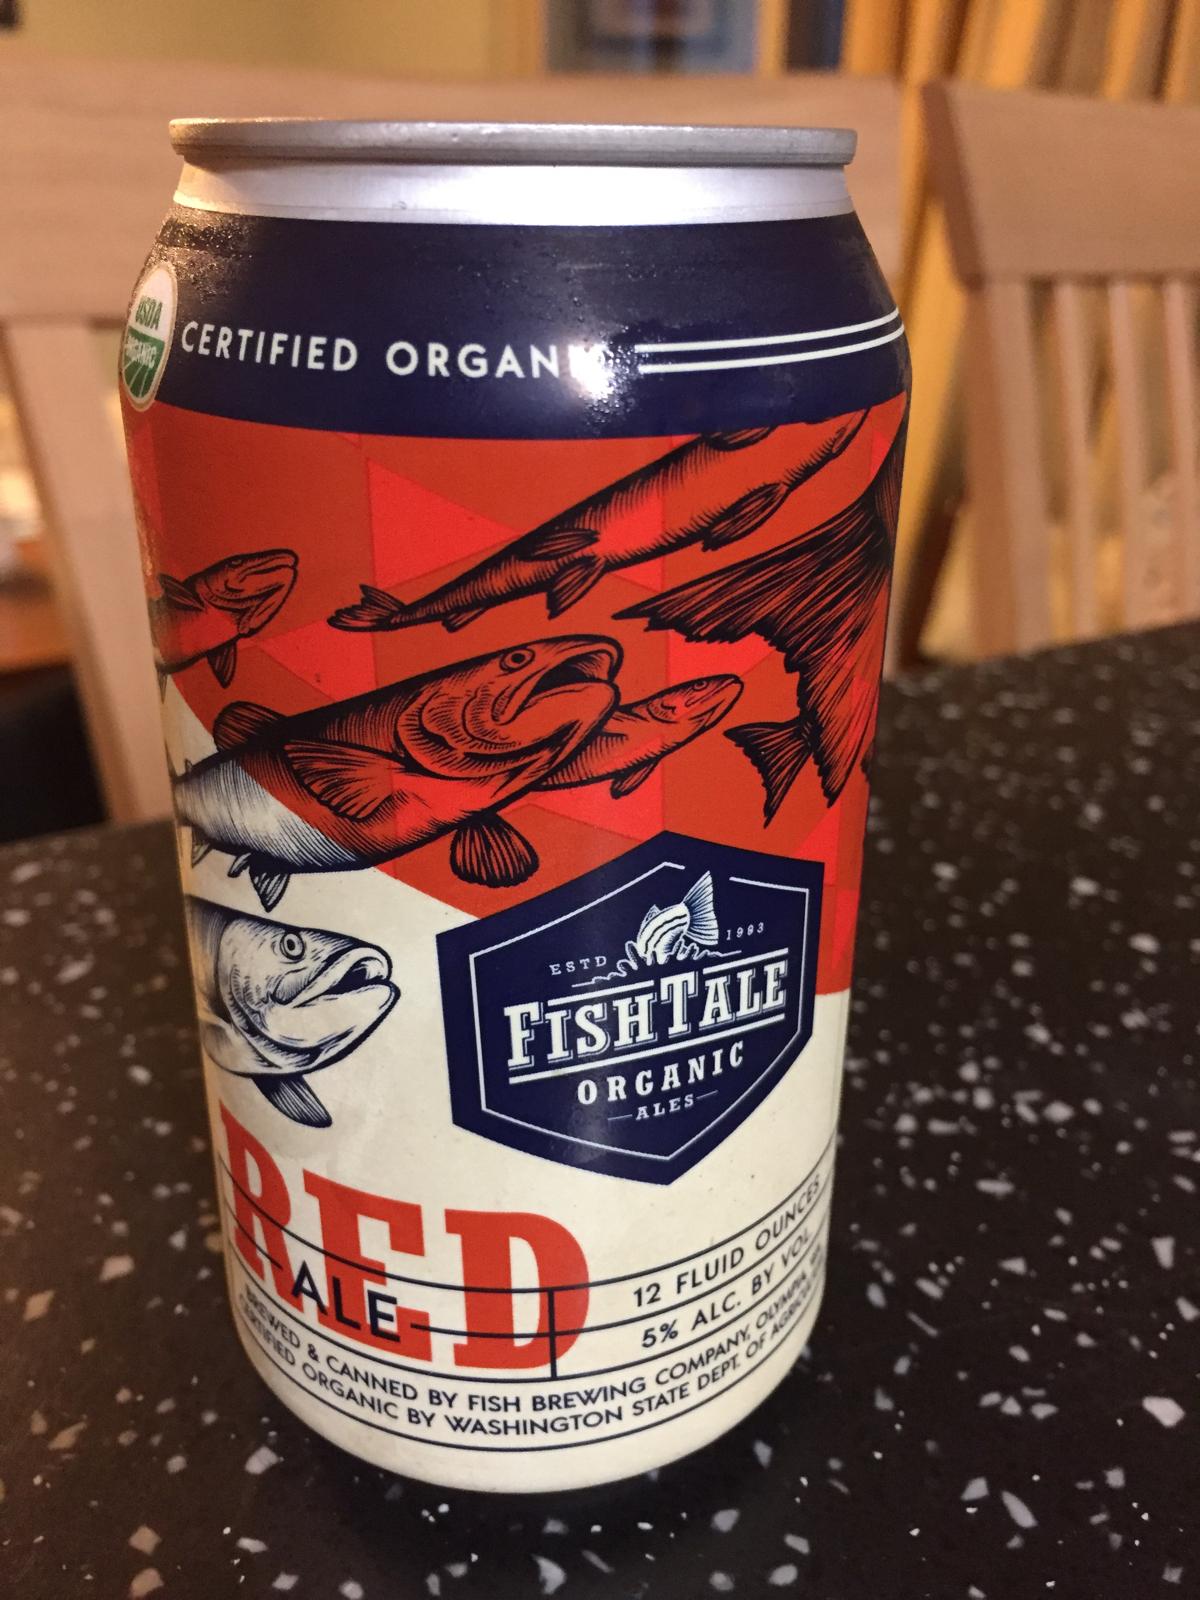 USDA
ORGANIC
CERTIFIED ORGANIC
ESTD 1993
FISHTALE
ORGANIC
ALES
RED
ALE
12 FLUID OUNCES
5% ALC. BY VOL.
BREWED & CANNED BY FISH BREWING COMPANY, OLYMPIA,
CERTIFIED ORGANIC BY WASHINGTON STATE DEPT. OF